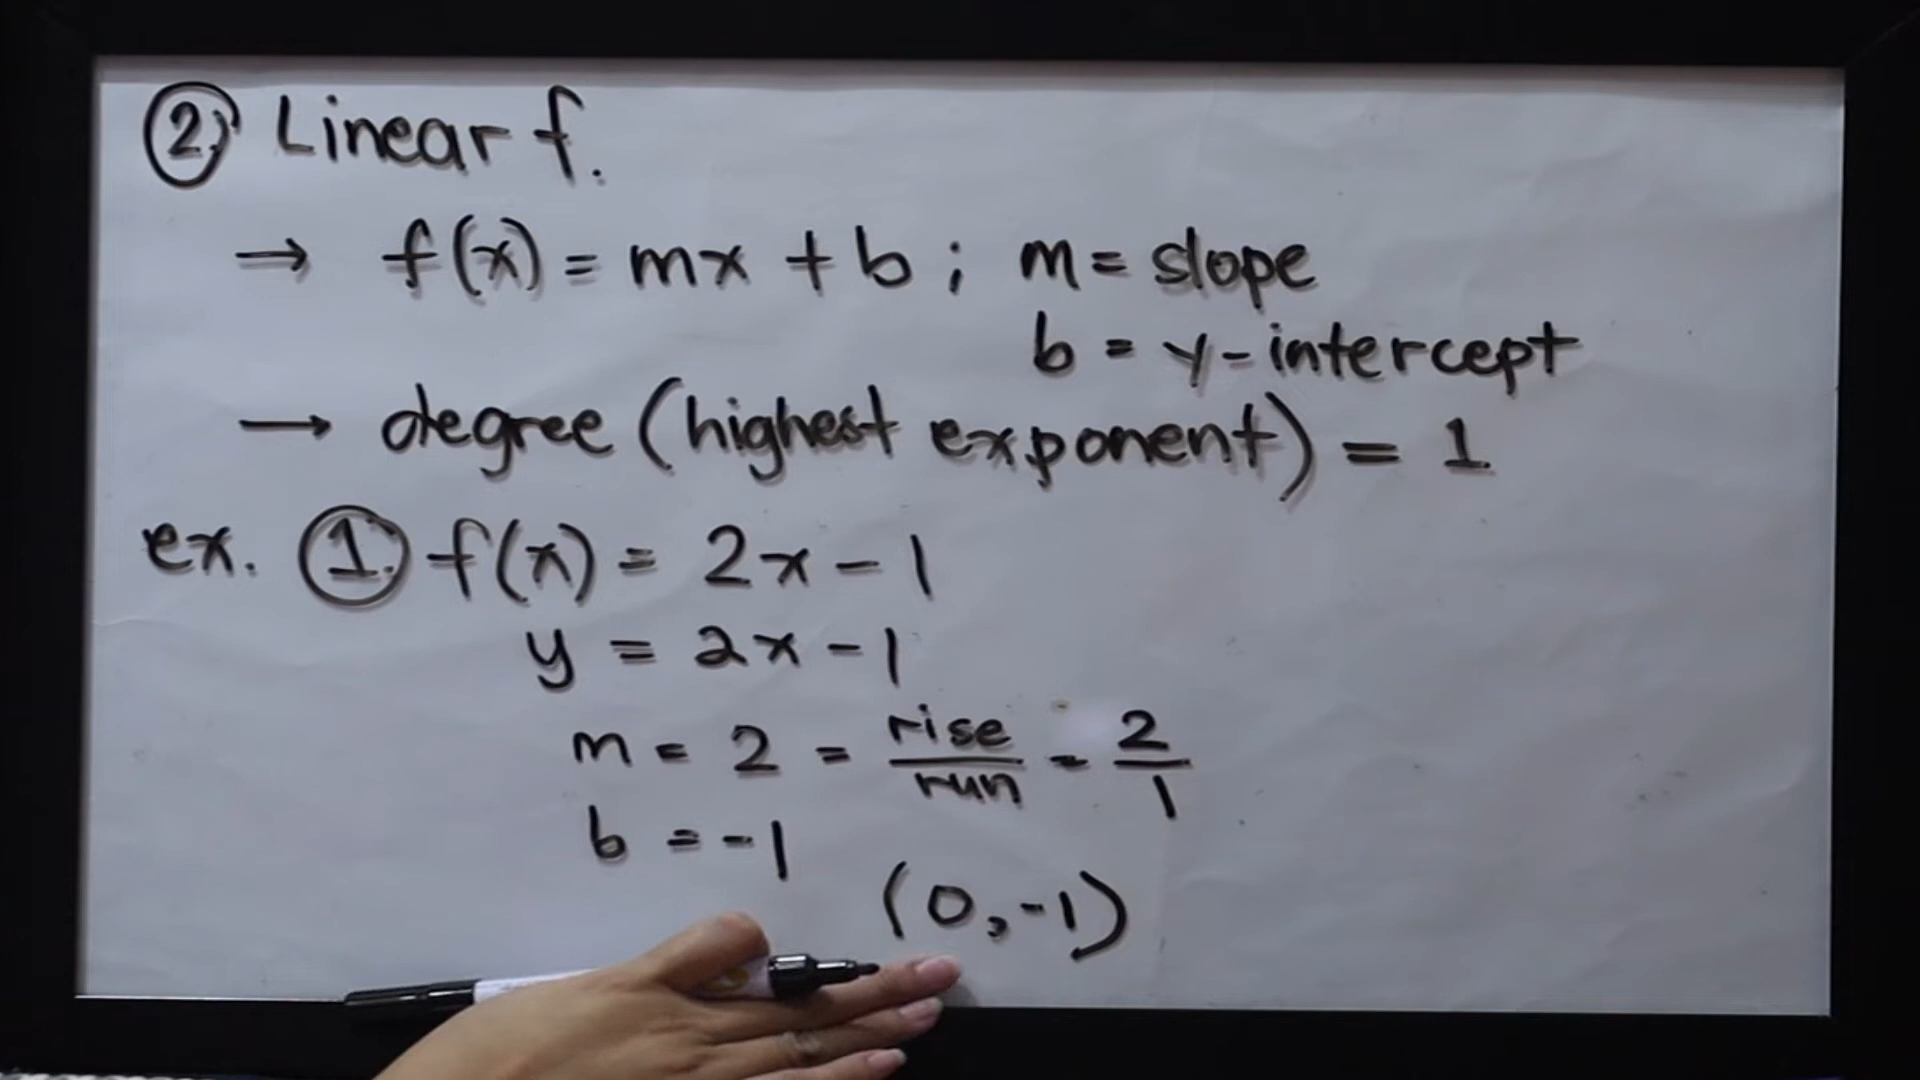 2. Linear f.
→ f(x) = mx + b ; m = slope
b = y-intercept
→ degree (highest exponent) = 1
ex. 1. f(x) = 2x - 1
y = 2x - 1
m = 2 = rise/run = 2/1
b = -1
(0, -1)